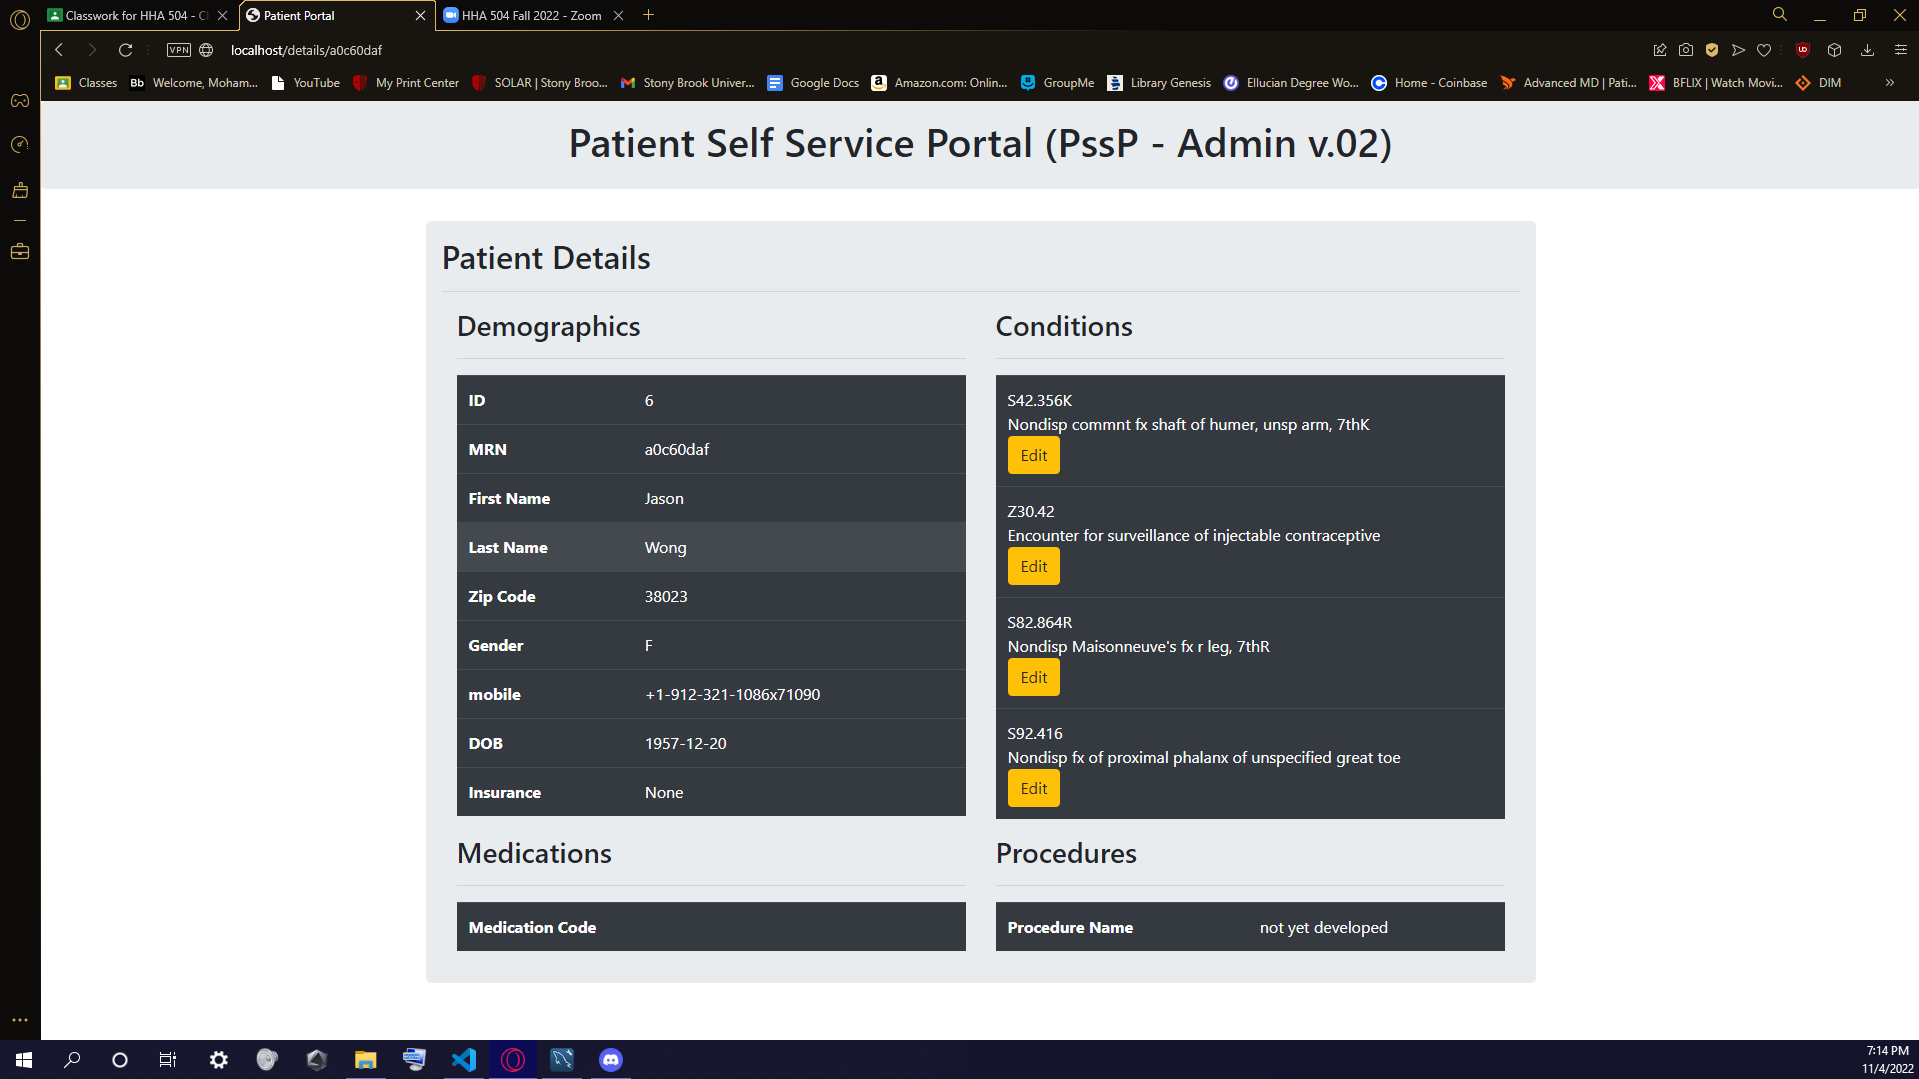 Classwork for HHA 504 - Cl
Patient Portal
HHA 504 Fall 2022 - Zoom
VPN
localhost/details/a0c60daf
Classes
Bb Welcome, Moham...
YouTube
My Print Center
SOLAR | Stony Broo...
Stony Brook Univer...
Google Docs
Amazon.com: Onlin...
GroupMe
Library Genesis
Ellucian Degree Wo...
Home - Coinbase
Advanced MD | Pati...
BFLIX | Watch Movi...
DIM
Patient Self Service Portal (PssP - Admin v.02)
Patient Details
Demographics
ID 6
MRN a0c60daf
First Name Jason
Last Name Wong
Zip Code 38023
Gender F
mobile +1-912-321-1086x71090
DOB 1957-12-20
Insurance None
Conditions
S42.356K
Nondisp commnt fx shaft of humer, unsp arm, 7thK
Edit
Z30.42
Encounter for surveillance of injectable contraceptive
Edit
S82.864R
Nondisp Maisonneuve's fx r leg, 7thR
Edit
S92.416
Nondisp fx of proximal phalanx of unspecified great toe
Edit
Medications
Medication Code
Procedures
Procedure Name not yet developed
7:14 PM
11/4/2022